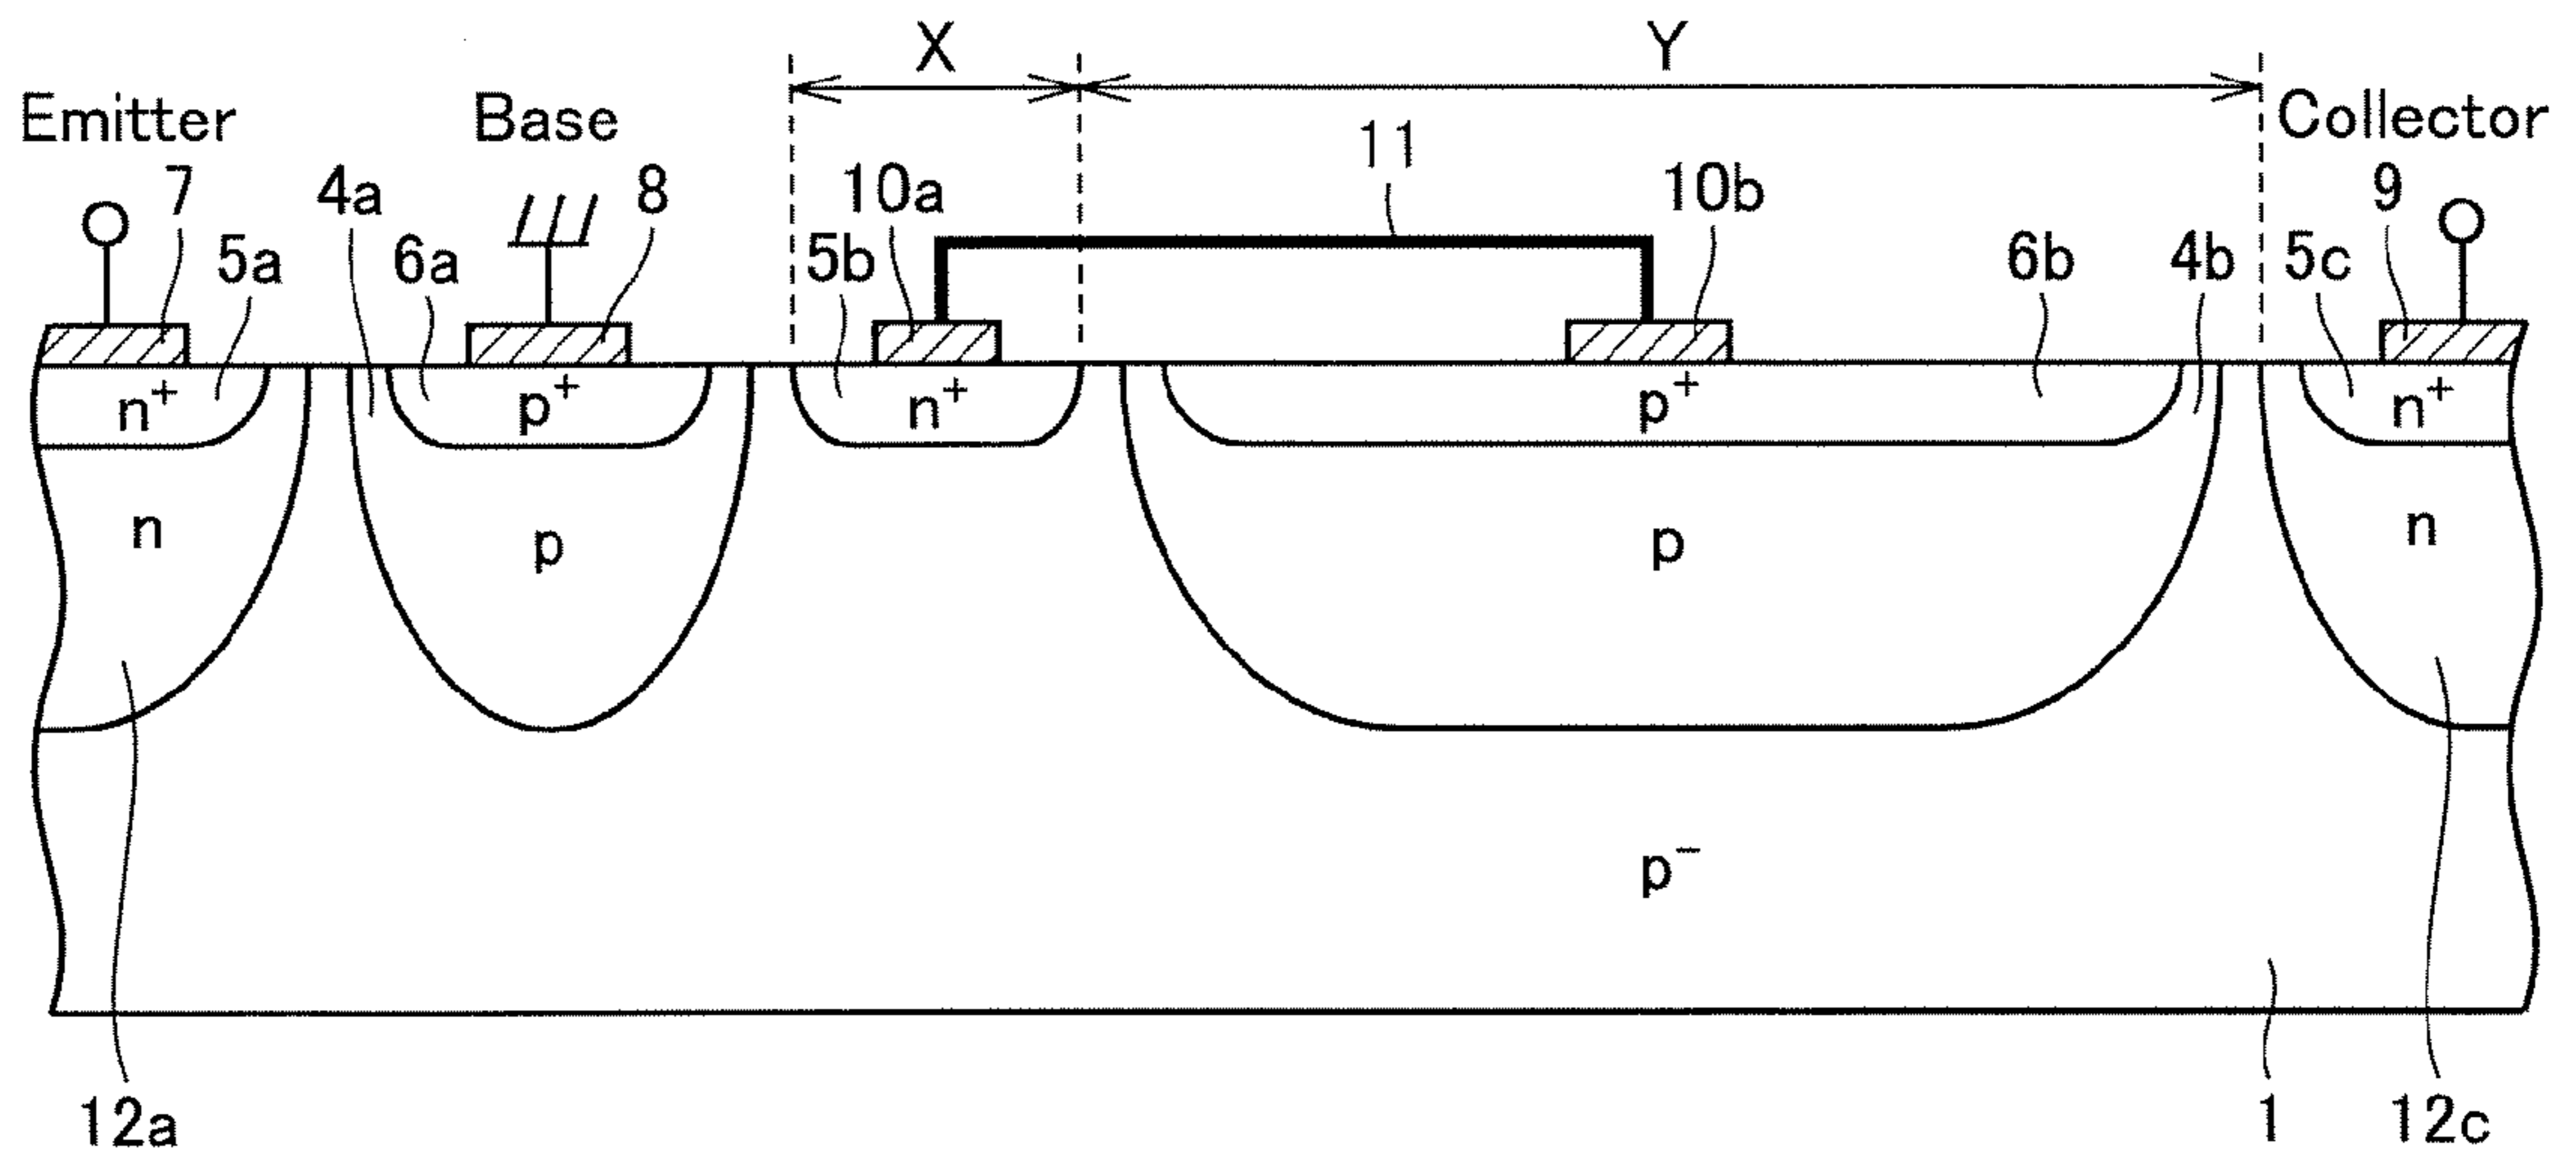 X Y
Emitter Base Collector
7 4a 8 10a 11 10b 9
5a 6a 5b 6b 4b 5c
n+ p+ n+ p+ n+
n p p n
p−
12a 1 12c